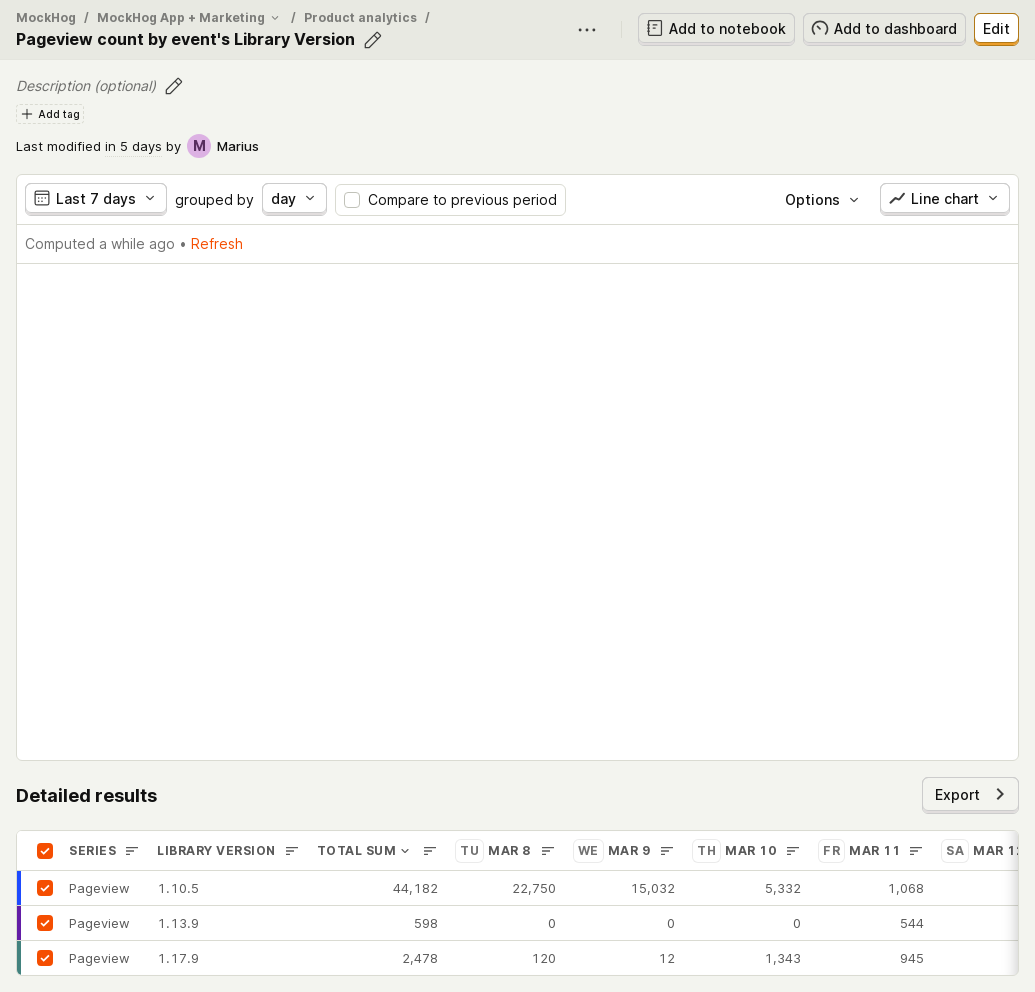 MockHog / MockHog App + Marketing / Product analytics /
Pageview count by event's Library Version
Add to notebook
Add to dashboard
Edit
Description (optional)
Add tag
Last modified in 5 days by M Marius
Last 7 days grouped by day Compare to previous period Options Line chart
Computed a while ago • Refresh
Detailed results
Export
SERIES LIBRARY VERSION TOTAL SUM TU MAR 8 WE MAR 9 TH MAR 10 FR MAR 11 SA MAR 12
Pageview 1.10.5 44,182 22,750 15,032 5,332 1,068
Pageview 1.13.9 598 0 0 0 544
Pageview 1.17.9 2,478 120 12 1,343 945